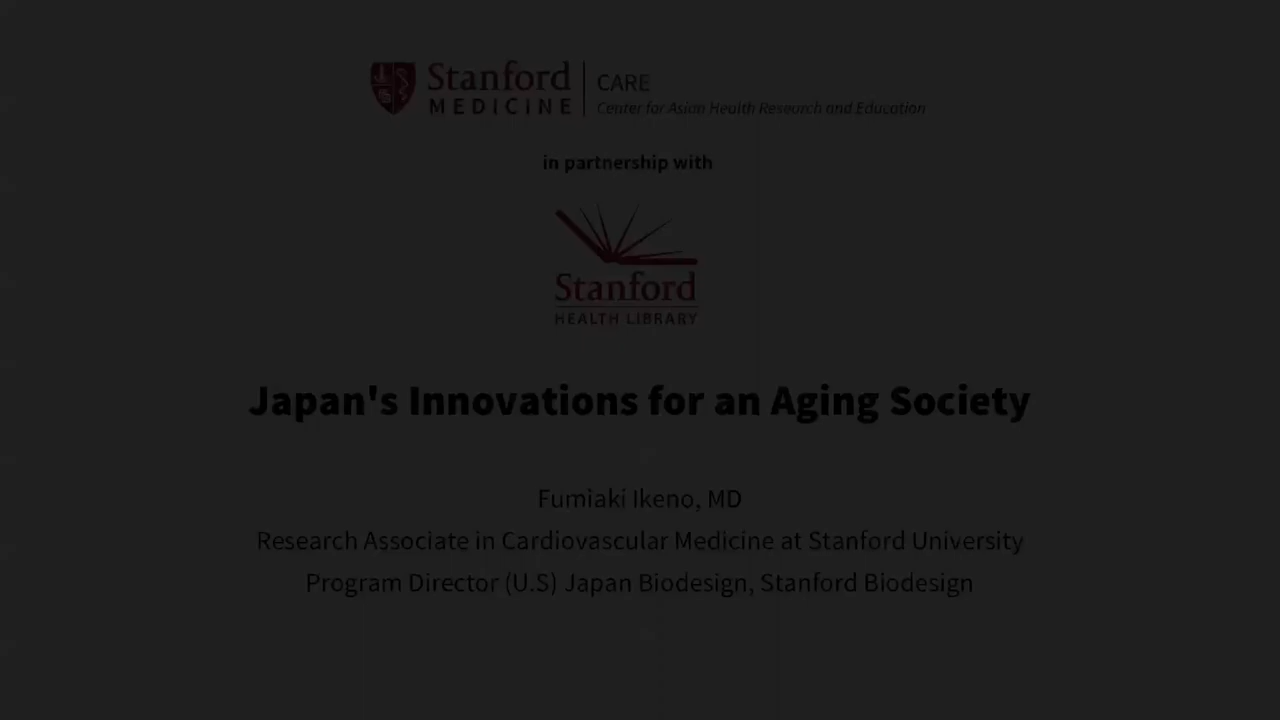 Stanford MEDICINE
CARE
Center for Asian Health Research and Education
in partnership with
Stanford
HEALTH LIBRARY
Japan's Innovations for an Aging Society
Fumiaki Ikeno, MD
Research Associate in Cardiovascular Medicine at Stanford University
Program Director (U.S) Japan Biodesign, Stanford Biodesign